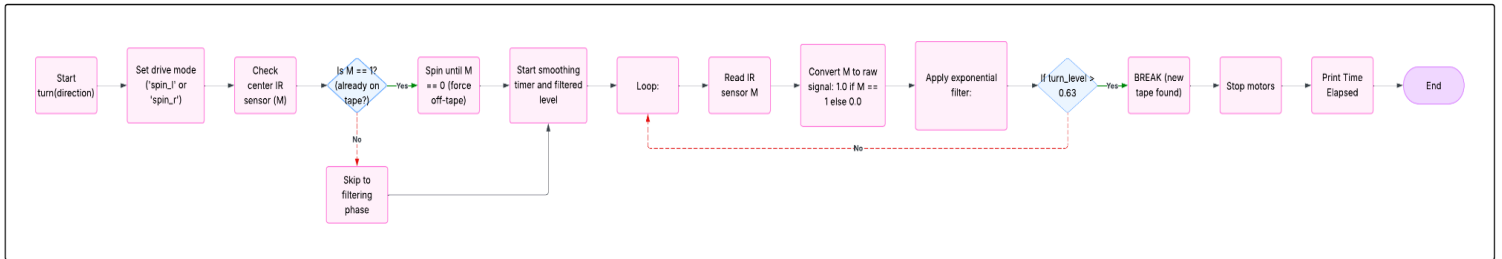 Start
turn(direction)
Set drive mode
('spin_l' or
'spin_r')
Check
center IR
sensor (M)
Is M == 1?
(already on
tape?)
Yes
Spin until M
== 0 (force
off-tape)
No
Skip to
filtering
phase
Start smoothing
timer and filtered
level
Loop:
Read IR
sensor M
Convert M to raw
signal: 1.0 if M ==
1 else 0.0
Apply exponential
filter:
If turn_level >
0.63
Yes
No
BREAK (new
tape found)
Stop motors
Print Time
Elapsed
End